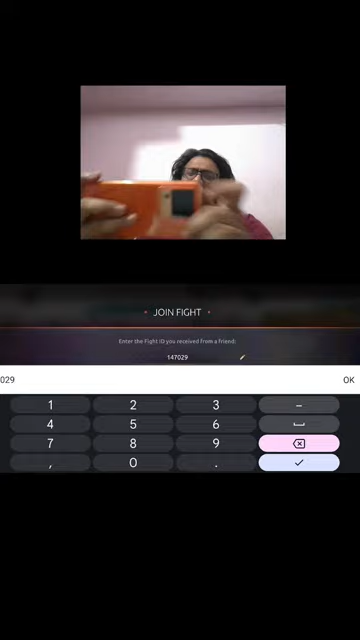 JOIN FIGHT
Enter the Fight ID you received from a friend:
147029
029
OK
1 2 3 –
4 5 6
7 8 9
, 0 .